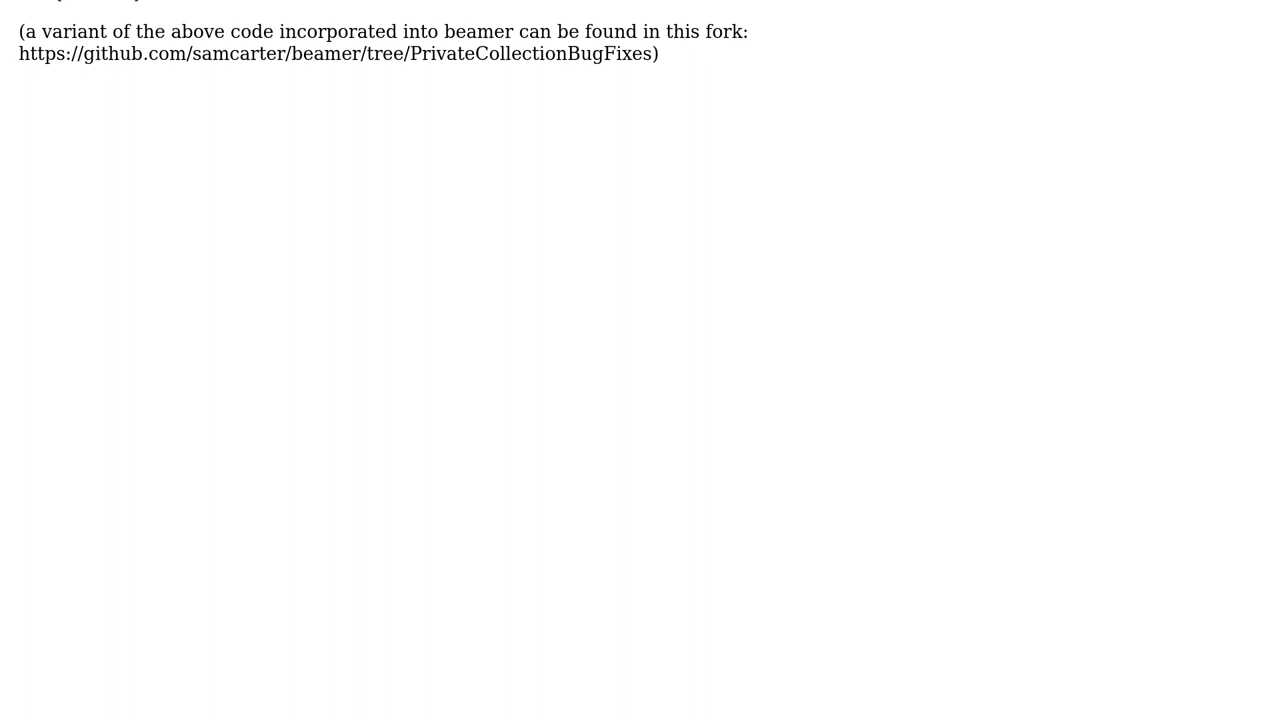 (a variant of the above code incorporated into beamer can be found in this fork:
https://github.com/samcarter/beamer/tree/PrivateCollectionBugFixes)